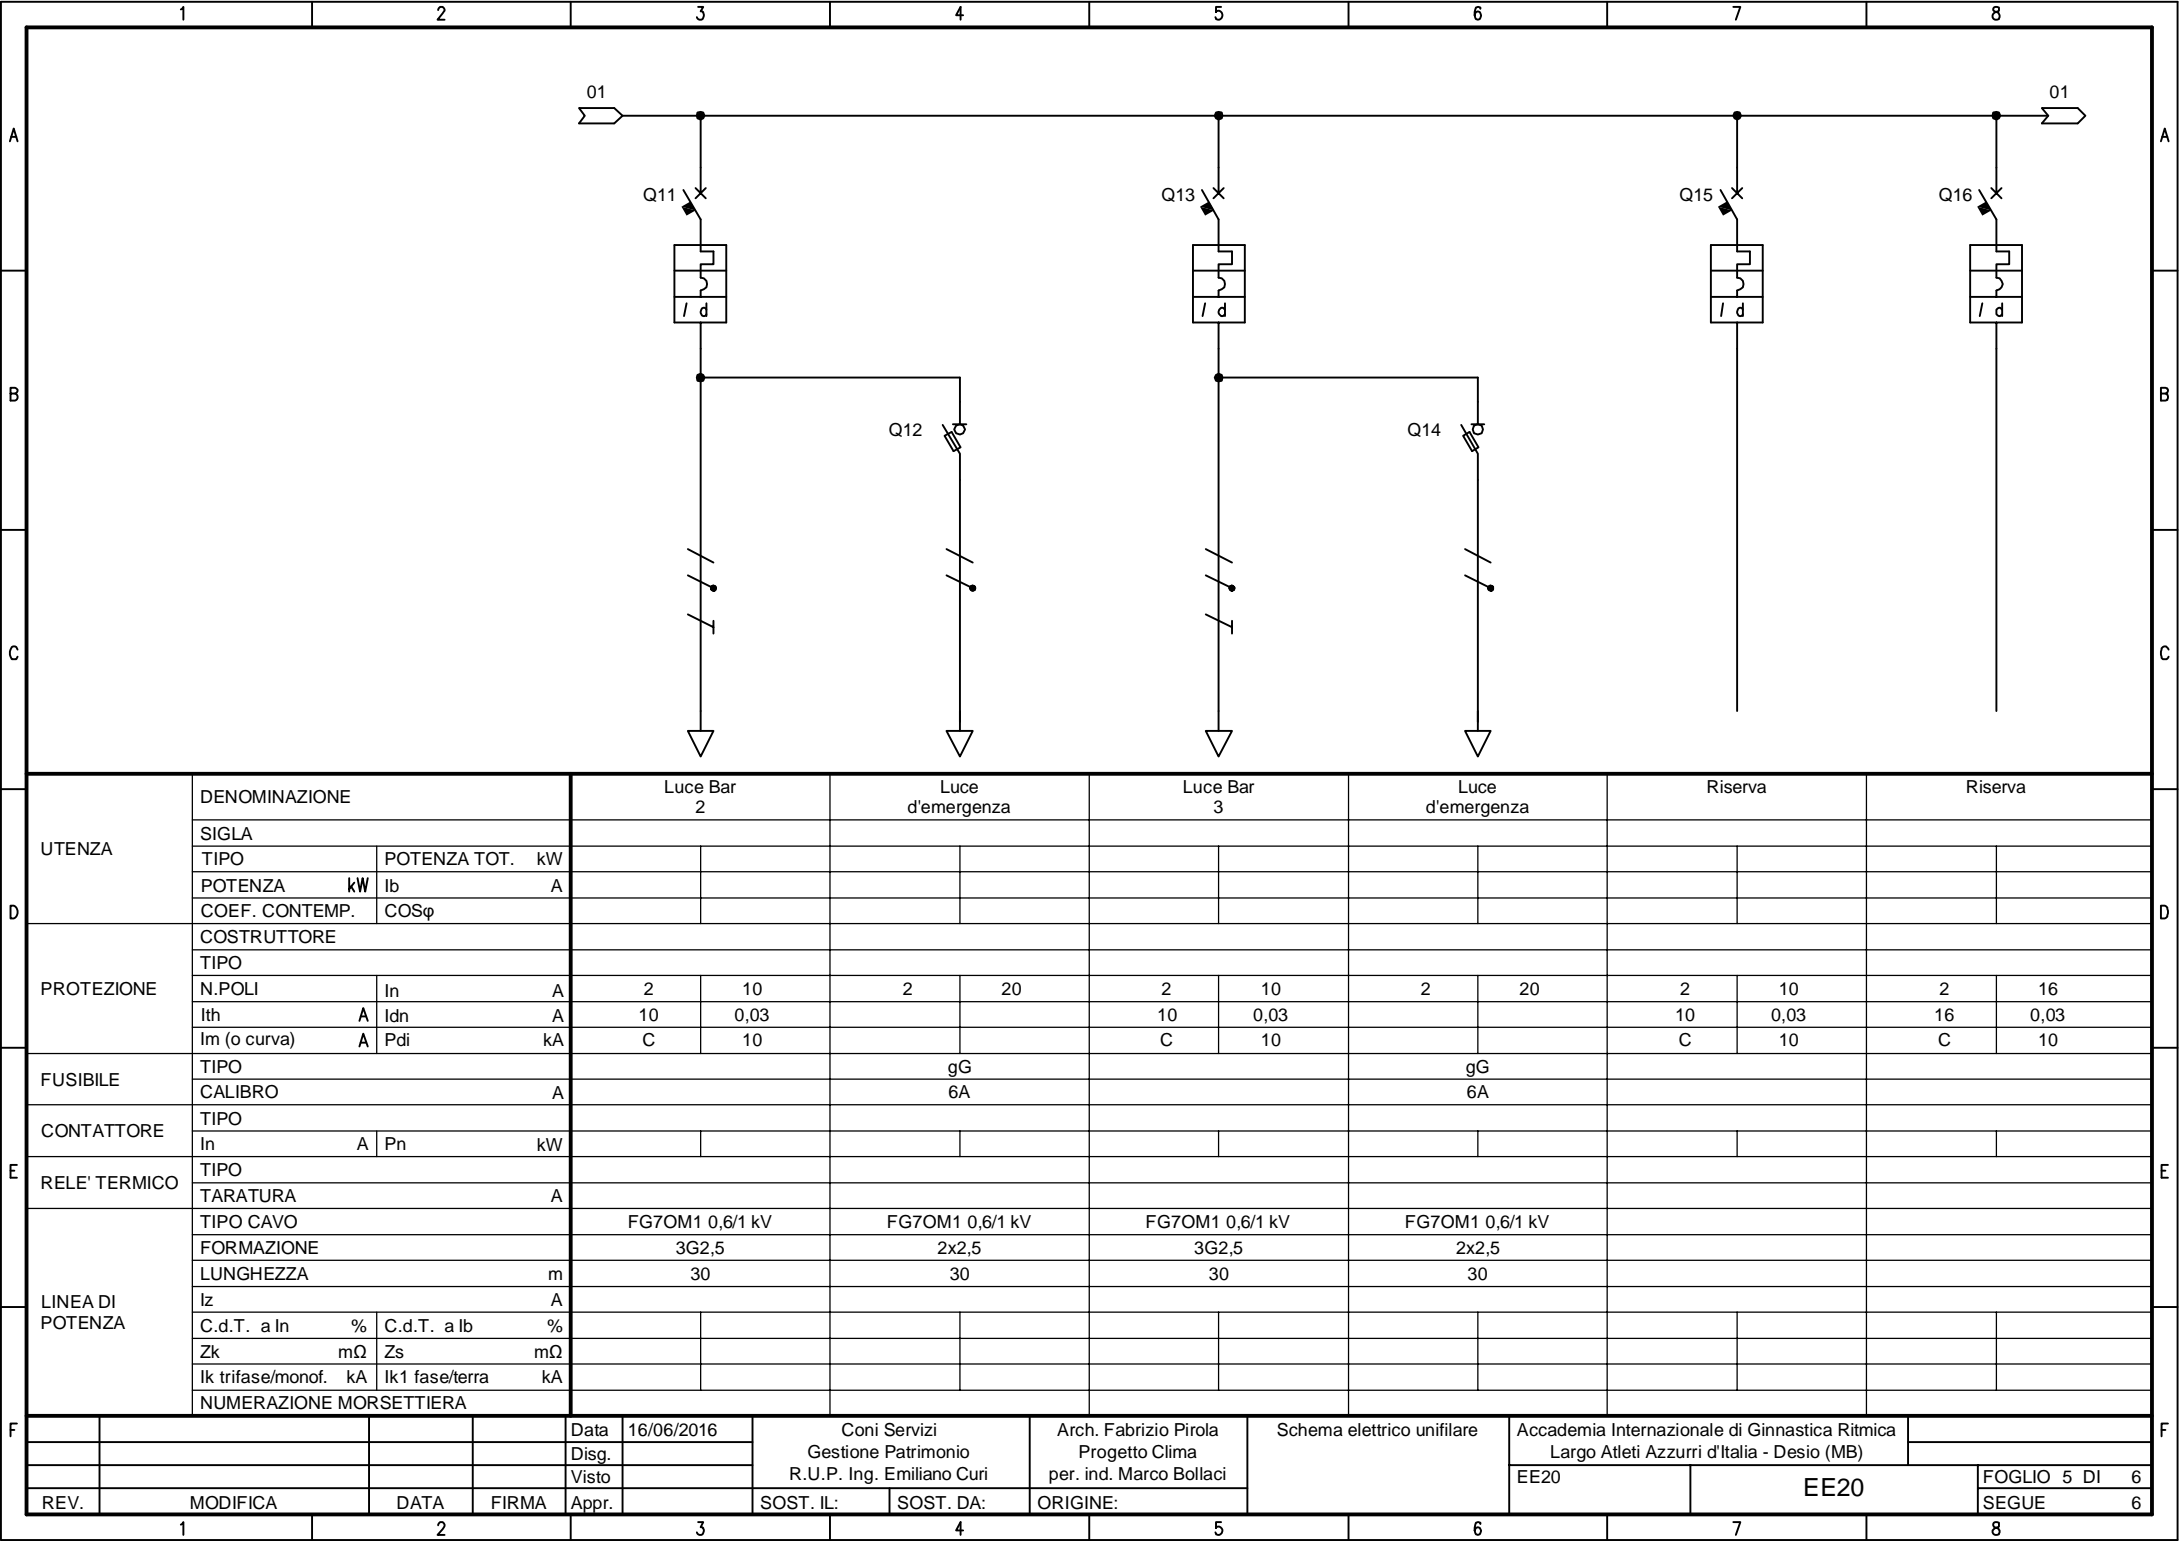 1 2 3 4 5 6 7 8
01 01
A A
Q11 Q13 Q15 Q16
I d I d I d I d
B B
Q12 Q14
C C
UTENZA
DENOMINAZIONE Luce Bar Luce Luce Bar Luce Riserva Riserva
2 d'emergenza 3 d'emergenza
SIGLA
TIPO POTENZA TOT. kW
POTENZA kW Ib A
COEF. CONTEMP. COSφ
D D
PROTEZIONE
COSTRUTTORE
TIPO
N.POLI In A 2 10 2 20 2 10 2 20 2 10 2 16
Ith A Idn A 10 0,03 10 0,03 10 0,03 16 0,03
Im (o curva) A Pdi kA C 10 C 10 C 10 C 10
FUSIBILE
TIPO gG gG
CALIBRO A 6A 6A
CONTATTORE
TIPO
In A Pn kW
E E
RELE' TERMICO
TIPO
TARATURA A
LINEA DI
POTENZA
TIPO CAVO FG7OM1 0,6/1 kV FG7OM1 0,6/1 kV FG7OM1 0,6/1 kV FG7OM1 0,6/1 kV
FORMAZIONE 3G2,5 2x2,5 3G2,5 2x2,5
LUNGHEZZA m 30 30 30 30
Iz A
C.d.T. a In % C.d.T. a Ib %
Zk mΩ Zs mΩ
Ik trifase/monof. kA Ik1 fase/terra kA
NUMERAZIONE MORSETTIERA
F F
Data 16/06/2016
Disg.
Visto
REV. MODIFICA DATA FIRMA Appr.
Coni Servizi
Gestione Patrimonio
R.U.P. Ing. Emiliano Curi
SOST. IL: SOST. DA:
Arch. Fabrizio Pirola
Progetto Clima
per. ind. Marco Bollaci
ORIGINE:
Schema elettrico unifilare
Accademia Internazionale di Ginnastica Ritmica
Largo Atleti Azzurri d'Italia - Desio (MB)
EE20
EE20
FOGLIO 5 DI 6
SEGUE 6
1 2 3 4 5 6 7 8